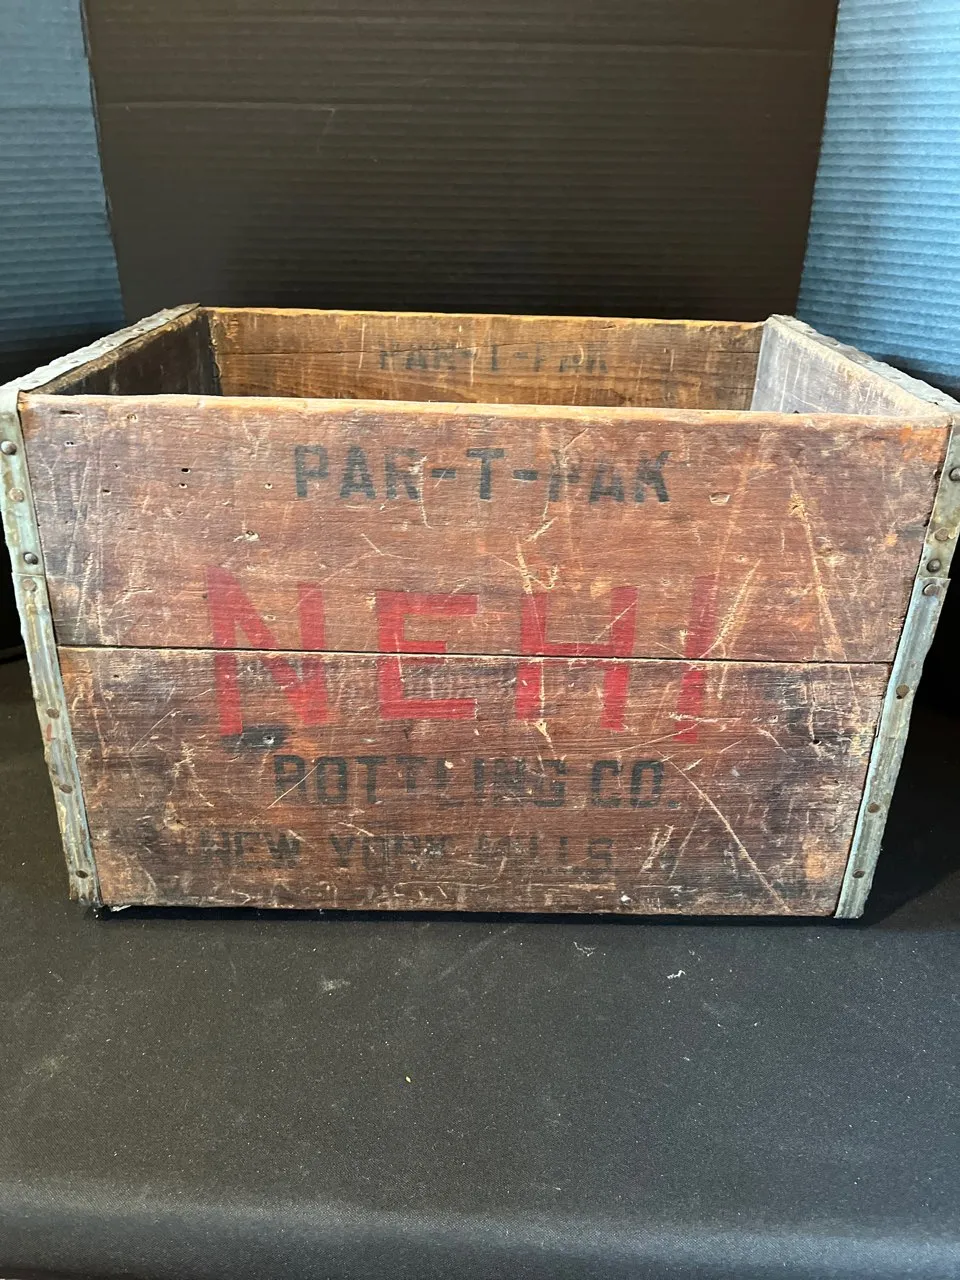 PAR-T-PAK
PAR-T-PAK
NEHI
BOTTLING CO.
NEW YORK MILLS